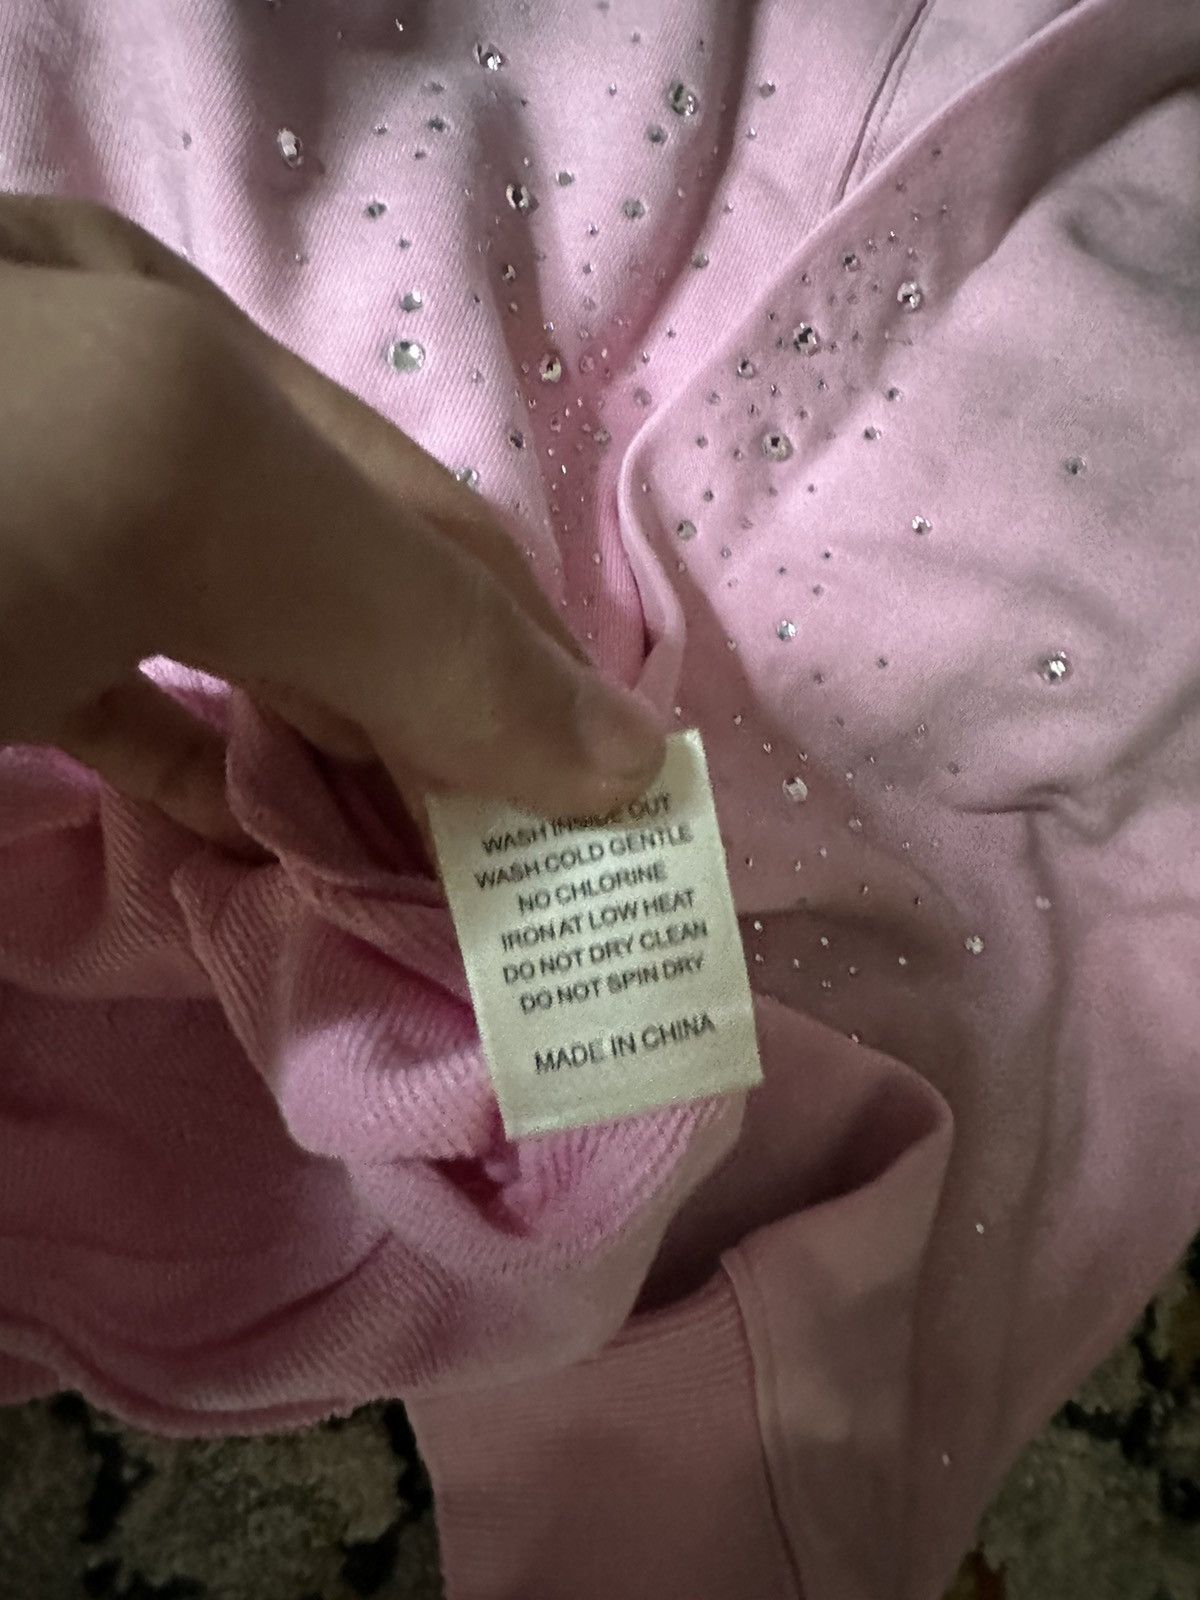 WASH INSIDE OUT
WASH COLD GENTLE
NO CHLORINE
IRON AT LOW HEAT
DO NOT DRY CLEAN
DO NOT SPIN DRY
MADE IN CHINA